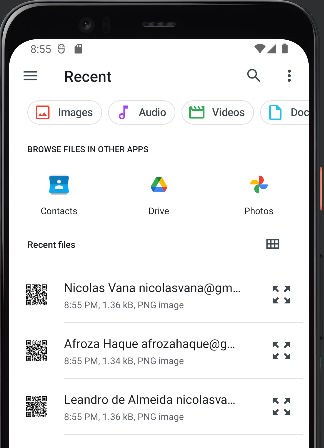 8:55
Recent
Images
Audio
Videos
Doc
BROWSE FILES IN OTHER APPS
Contacts
Drive
Photos
Recent files
Nicolas Vana nicolasvana@gm...
8:55 PM, 1.36 kB, PNG image
Afroza Haque afrozahaque@g...
8:55 PM, 1.34 kB, PNG image
Leandro de Almeida nicolasva...
8:55 PM, 1.36 kB, PNG image